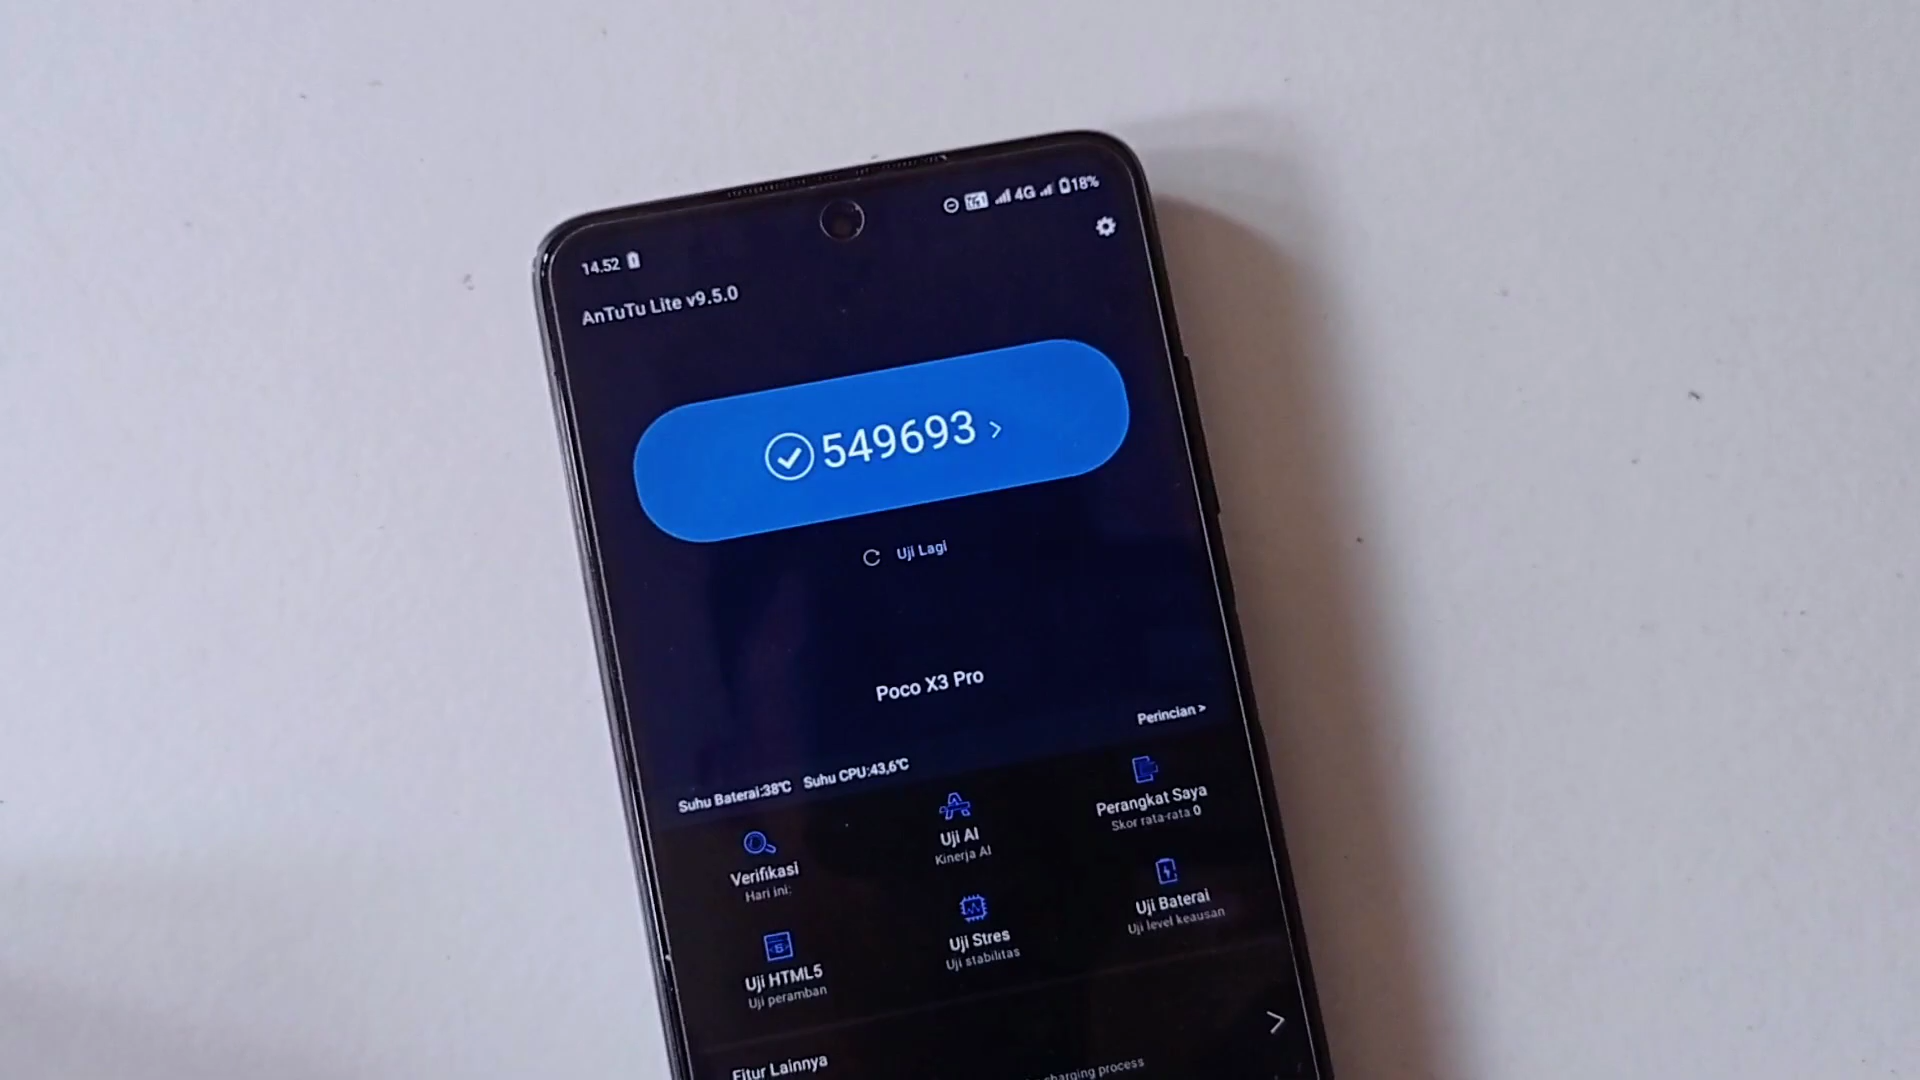 14.52
4G 18%
AnTuTu Lite v9.5.0
549693 >
Uji Lagi
Poco X3 Pro
Perincian >
Suhu Baterai:38℃ Suhu CPU:43,6℃
Verifikasi
Hari ini:
Uji AI
Kinerja AI
Perangkat Saya
Skor rata-rata 0
Uji HTML5
Uji peramban
Uji Stres
Uji stabilitas
Uji Baterai
Uji level keausan
Fitur Lainnya
charging process